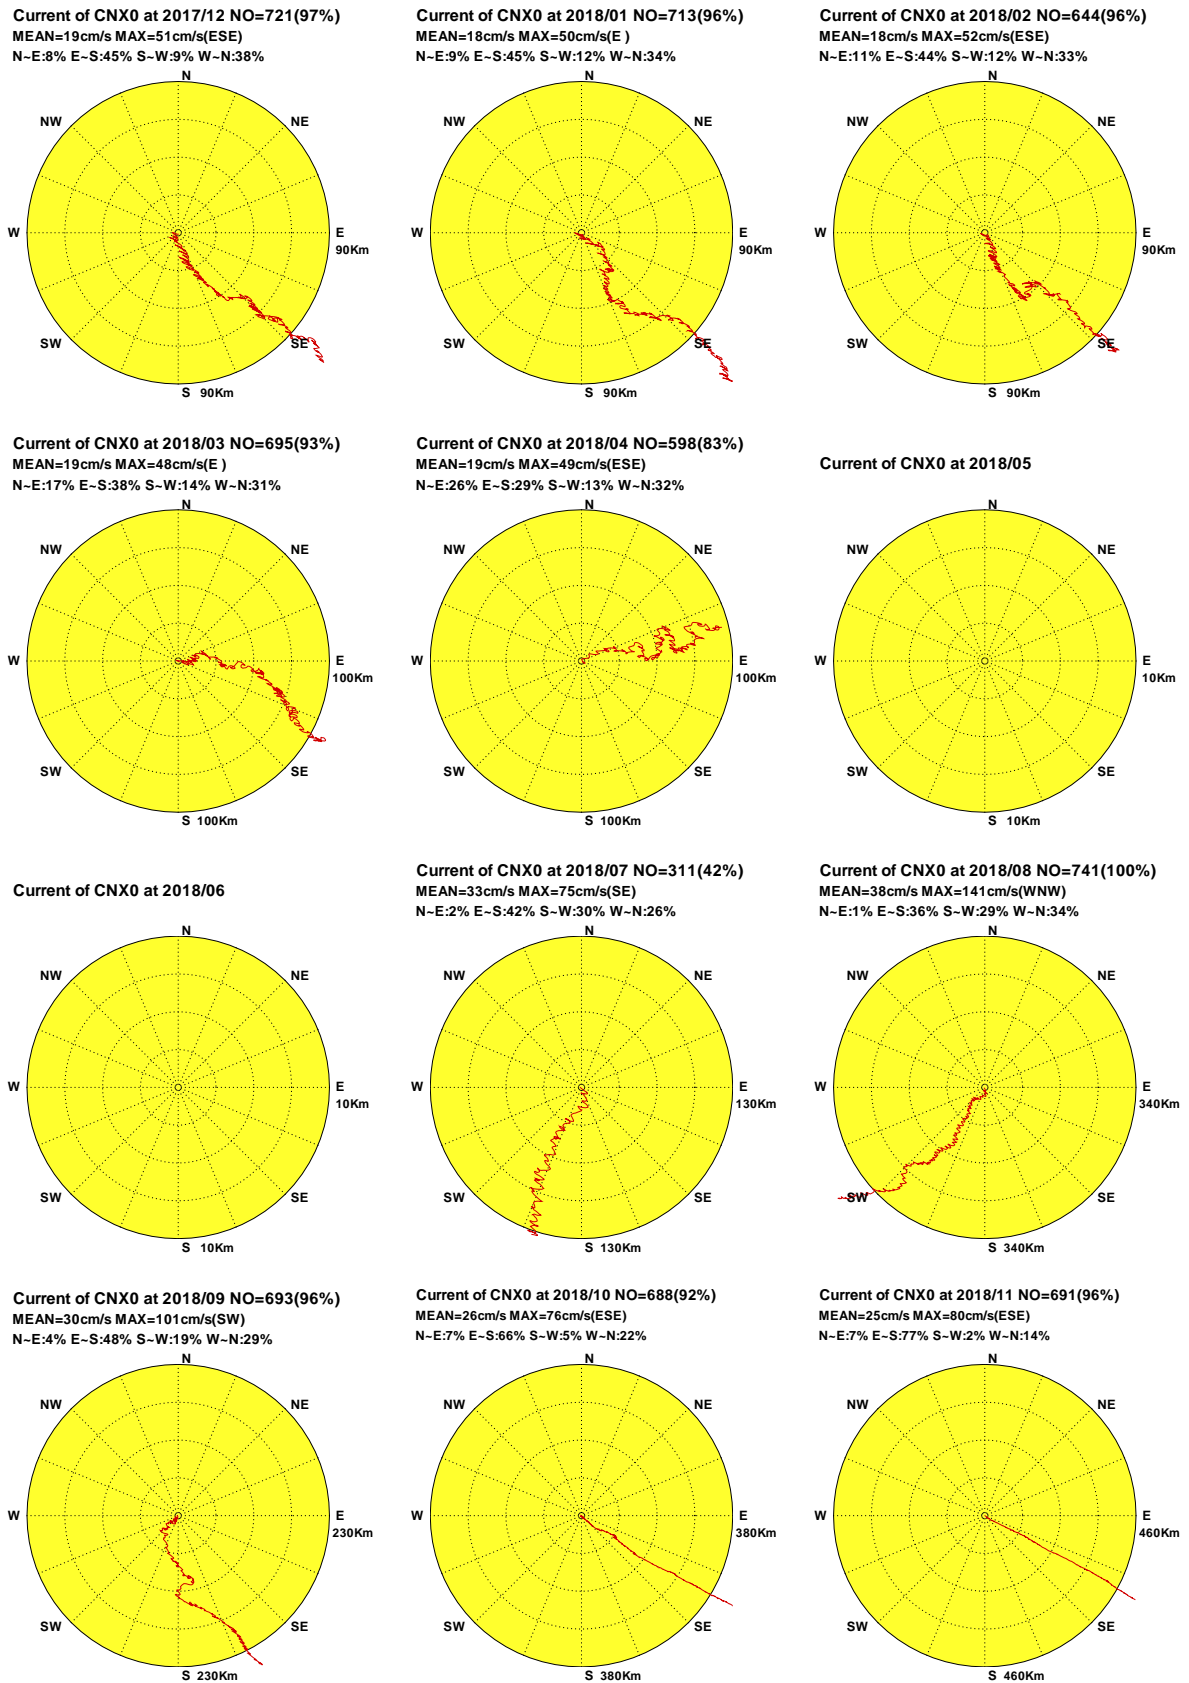 Current of CNX0 at 2017/12 NO=721(97%)
MEAN=19cm/s MAX=51cm/s(ESE)
N~E:8% E~S:45% S~W:9% W~N:38%
N
NW
NE
W
E
90Km
SW
SE
S 90Km
Current of CNX0 at 2018/01 NO=713(96%)
MEAN=18cm/s MAX=50cm/s(E )
N~E:9% E~S:45% S~W:12% W~N:34%
N
NW
NE
W
E
90Km
SW
SE
S 90Km
Current of CNX0 at 2018/02 NO=644(96%)
MEAN=18cm/s MAX=52cm/s(ESE)
N~E:11% E~S:44% S~W:12% W~N:33%
N
NW
NE
W
E
90Km
SW
SE
S 90Km
Current of CNX0 at 2018/03 NO=695(93%)
MEAN=19cm/s MAX=48cm/s(E )
N~E:17% E~S:38% S~W:14% W~N:31%
N
NW
NE
W
E
100Km
SW
SE
S 100Km
Current of CNX0 at 2018/04 NO=598(83%)
MEAN=19cm/s MAX=49cm/s(ESE)
N~E:26% E~S:29% S~W:13% W~N:32%
N
NW
NE
W
E
100Km
SW
SE
S 100Km
Current of CNX0 at 2018/05
N
NW
NE
W
E
10Km
SW
SE
S 10Km
Current of CNX0 at 2018/06
N
NW
NE
W
E
10Km
SW
SE
S 10Km
Current of CNX0 at 2018/07 NO=311(42%)
MEAN=33cm/s MAX=75cm/s(SE)
N~E:2% E~S:42% S~W:30% W~N:26%
N
NW
NE
W
E
130Km
SW
SE
S 130Km
Current of CNX0 at 2018/08 NO=741(100%)
MEAN=38cm/s MAX=141cm/s(WNW)
N~E:1% E~S:36% S~W:29% W~N:34%
N
NW
NE
W
E
340Km
SW
SE
S 340Km
Current of CNX0 at 2018/09 NO=693(96%)
MEAN=30cm/s MAX=101cm/s(SW)
N~E:4% E~S:48% S~W:19% W~N:29%
N
NW
NE
W
E
230Km
SW
SE
S 230Km
Current of CNX0 at 2018/10 NO=688(92%)
MEAN=26cm/s MAX=76cm/s(ESE)
N~E:7% E~S:66% S~W:5% W~N:22%
N
NW
NE
W
E
380Km
SW
SE
S 380Km
Current of CNX0 at 2018/11 NO=691(96%)
MEAN=25cm/s MAX=80cm/s(ESE)
N~E:7% E~S:77% S~W:2% W~N:14%
N
NW
NE
W
E
460Km
SW
SE
S 460Km